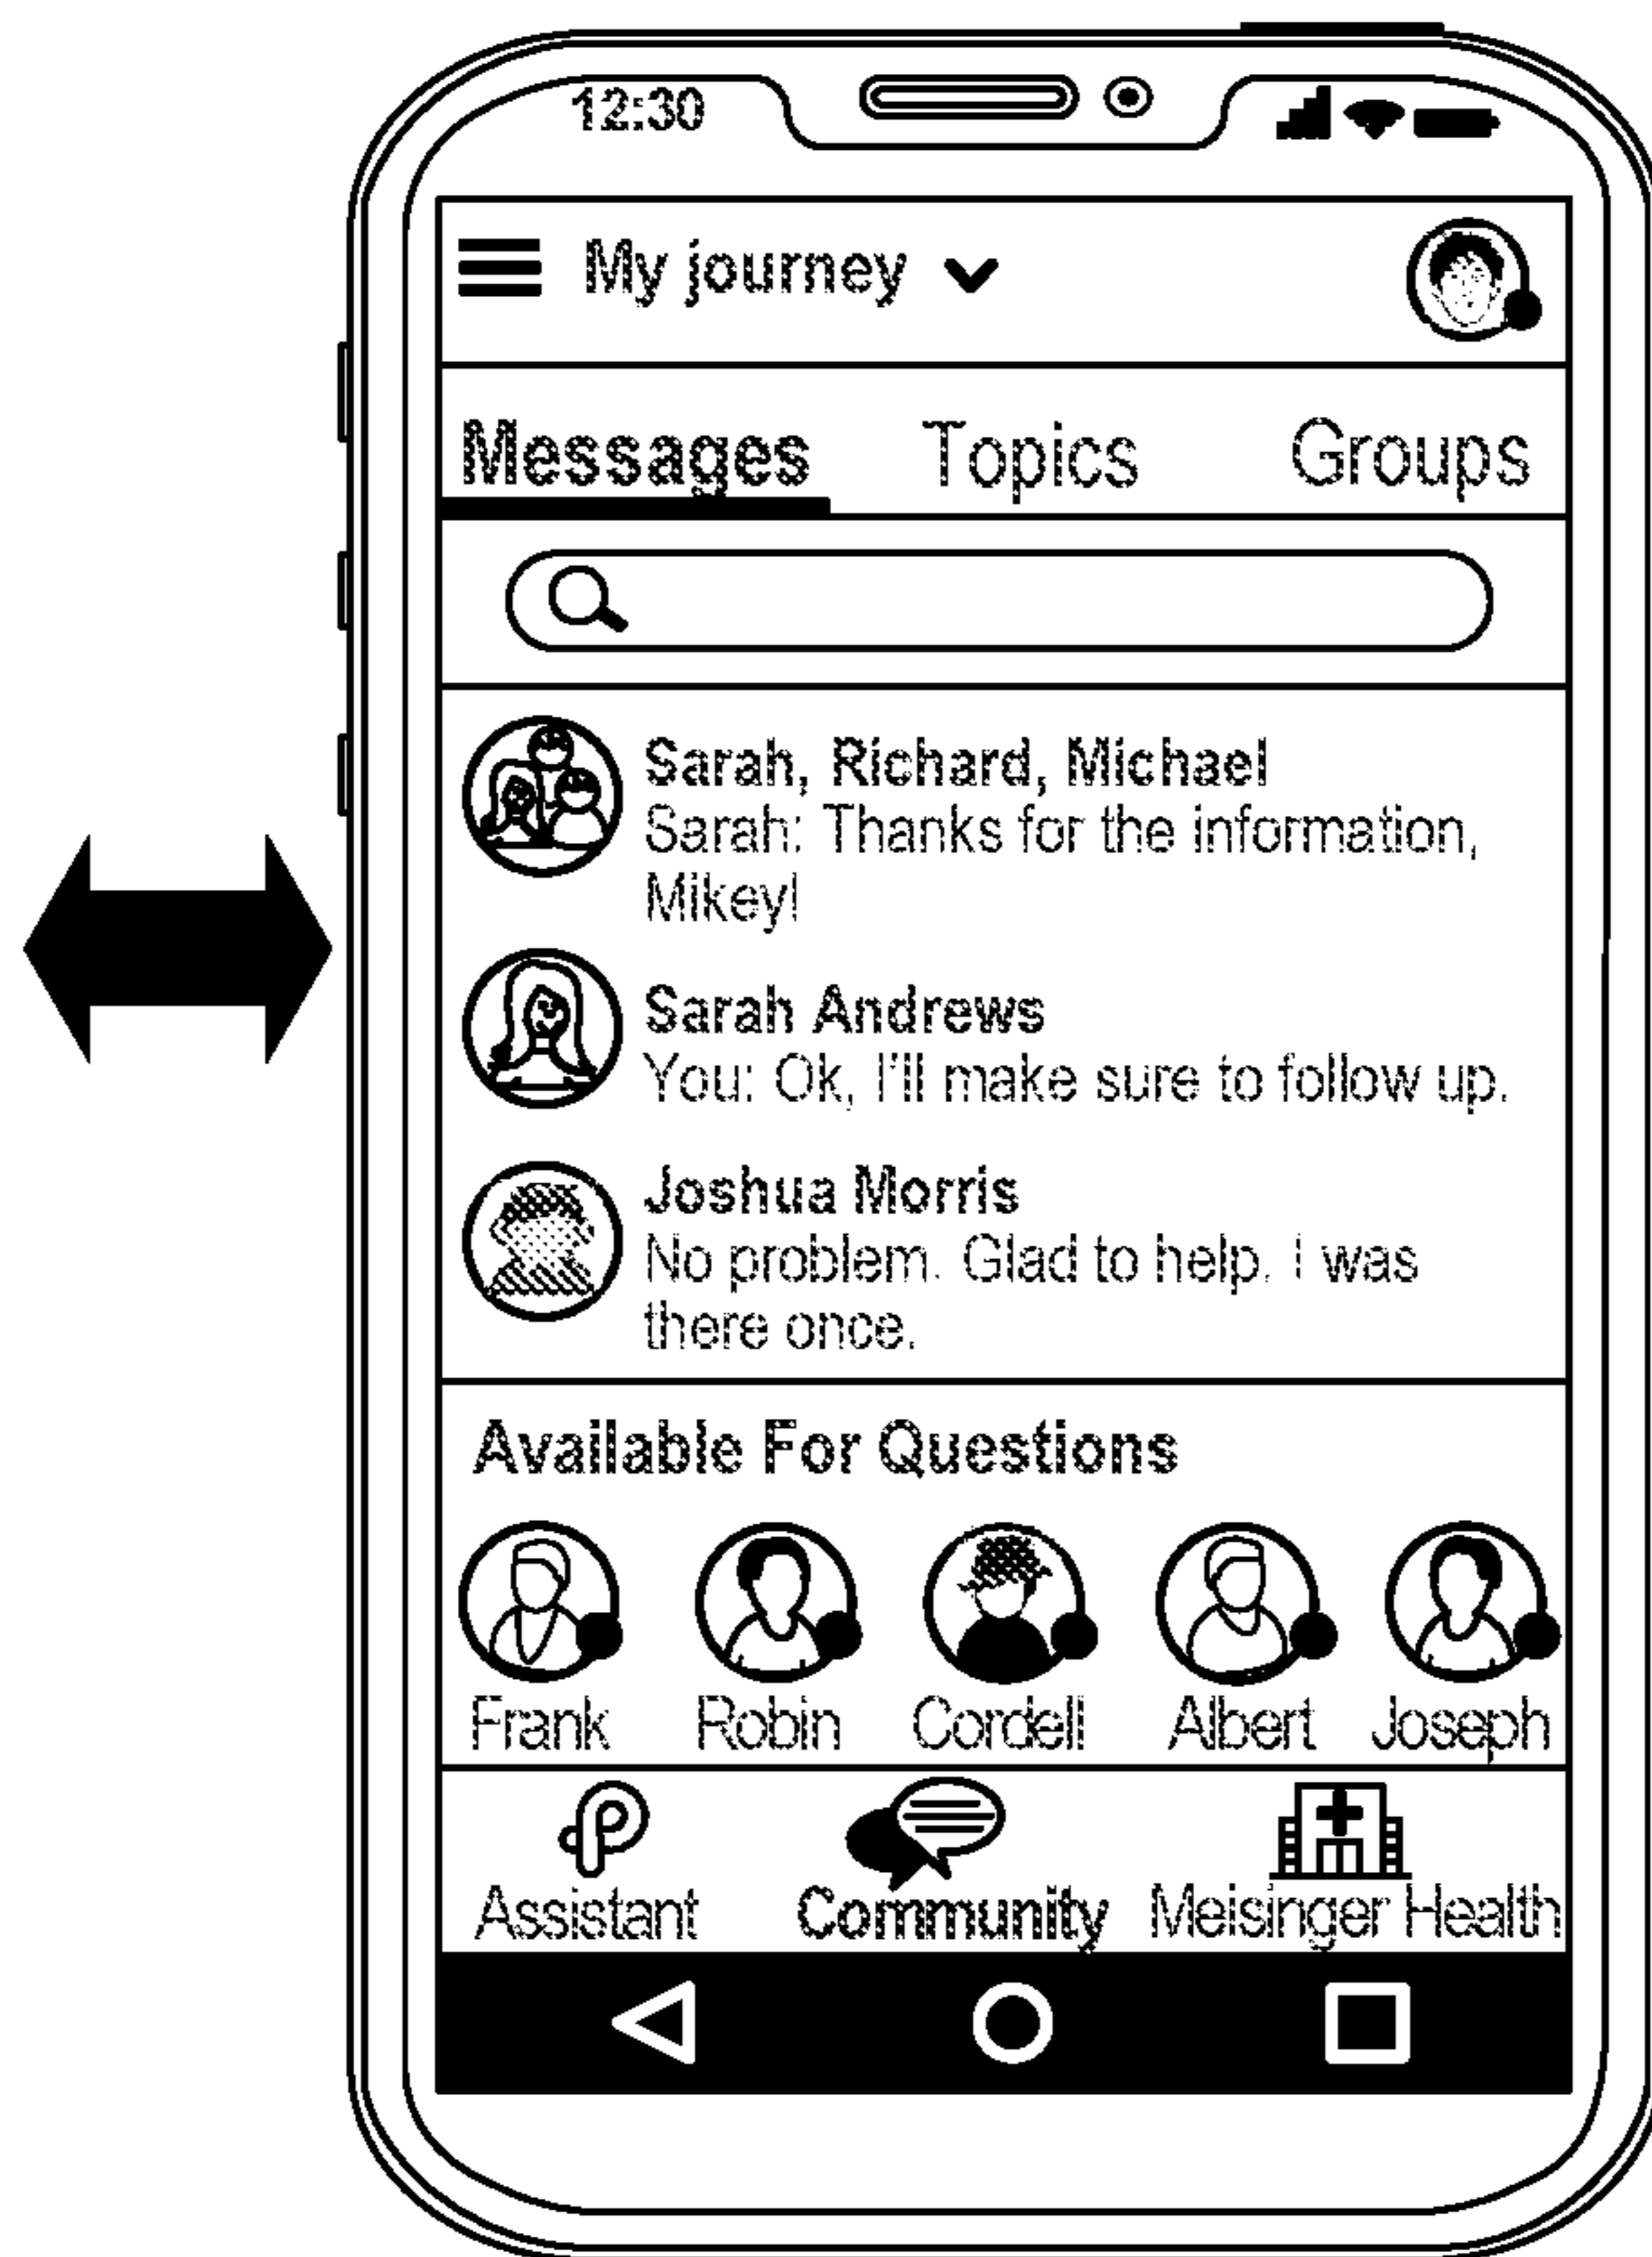 12:30
My journey
Messages Topics Groups
Sarah, Richard, Michael
Sarah: Thanks for the information,
Mikey!
Sarah Andrews
You: Ok, I'll make sure to follow up.
Joshua Morris
No problem. Glad to help. I was
there once.
Available For Questions
Frank Robin Cordell Albert Joseph
Assistant Community Meisinger Health